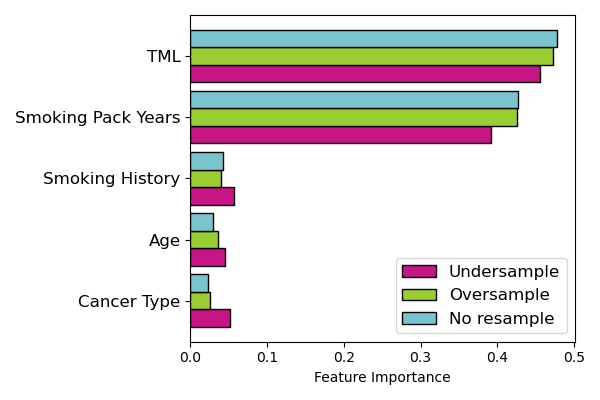 TML
Smoking Pack Years
Smoking History
Age
Cancer Type
Undersample
Oversample
No resample
0.0 0.1 0.2 0.3 0.4 0.5
Feature Importance